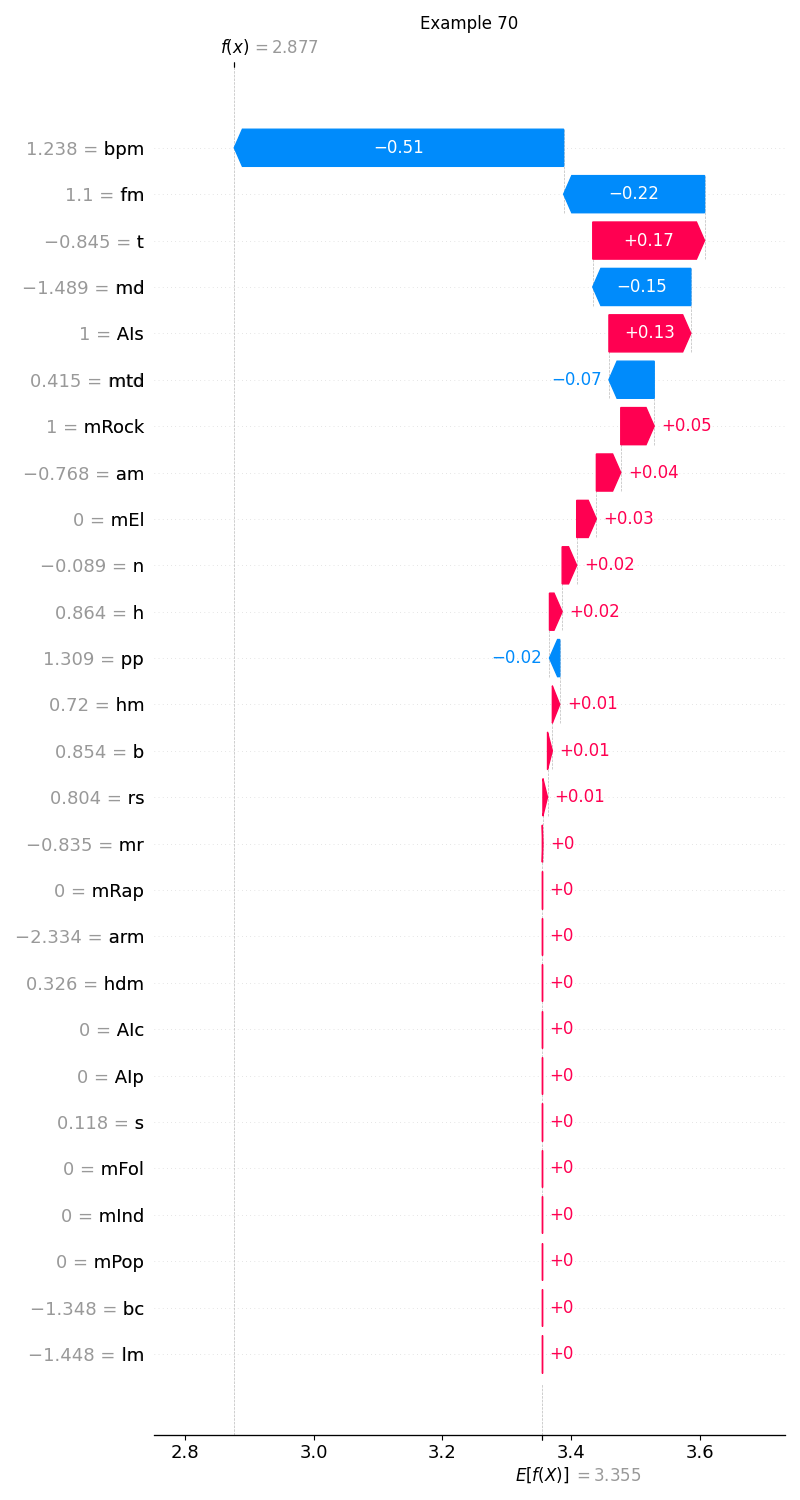 Example 70
f(x) = 2.877
1.238 = bpm −0.51
1.1 = fm −0.22
−0.845 = t +0.17
−1.489 = md −0.15
1 = AIs +0.13
0.415 = mtd −0.07
1 = mRock +0.05
−0.768 = am +0.04
0 = mEl +0.03
−0.089 = n +0.02
0.864 = h +0.02
1.309 = pp −0.02
0.72 = hm +0.01
0.854 = b +0.01
0.804 = rs +0.01
−0.835 = mr +0
0 = mRap +0
−2.334 = arm +0
0.326 = hdm +0
0 = AIc +0
0 = AIp +0
0.118 = s +0
0 = mFol +0
0 = mInd +0
0 = mPop +0
−1.348 = bc +0
−1.448 = lm +0
2.8 3.0 3.2 3.4 3.6
E[f(X)] = 3.355